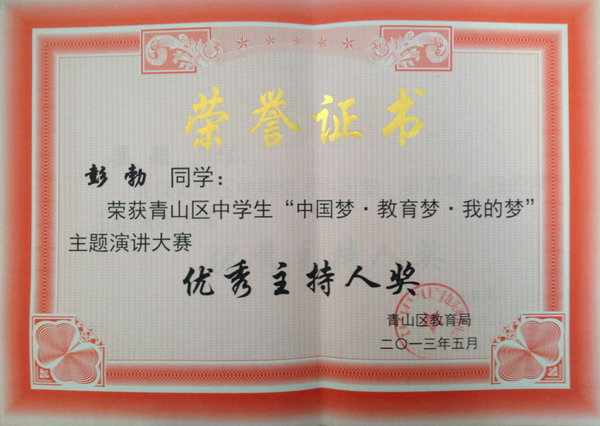 荣誉证书
彭勃 同学：
荣获青山区中学生“中国梦·教育梦·我的梦”
主题演讲大赛
优秀主持人奖
青山区教育局
二〇一三年五月